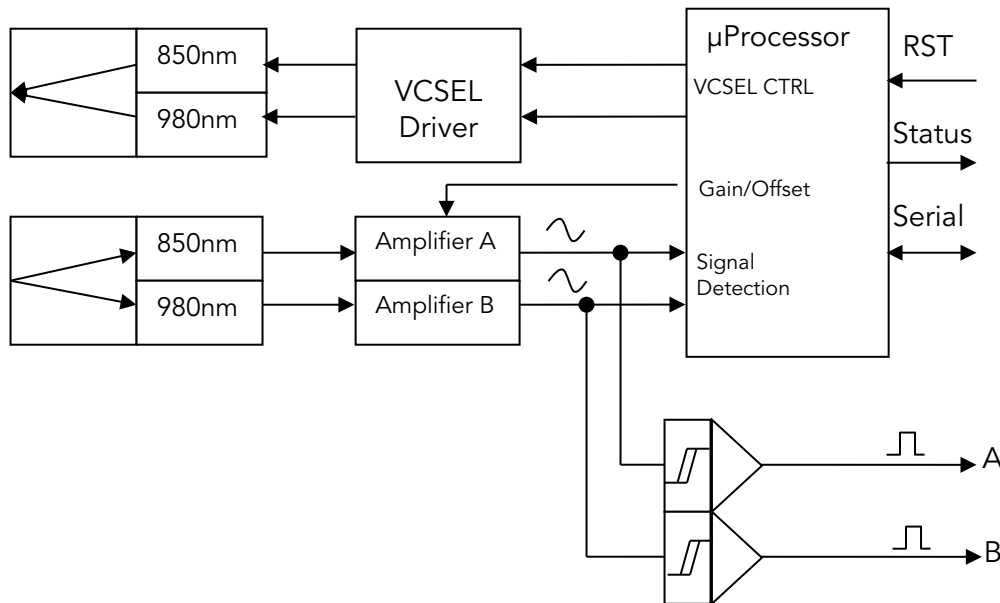 850nm
980nm
VCSEL
Driver
µProcessor
VCSEL CTRL
Gain/Offset
Signal
Detection
RST
Status
Serial
850nm
980nm
Amplifier A
Amplifier B
A
B